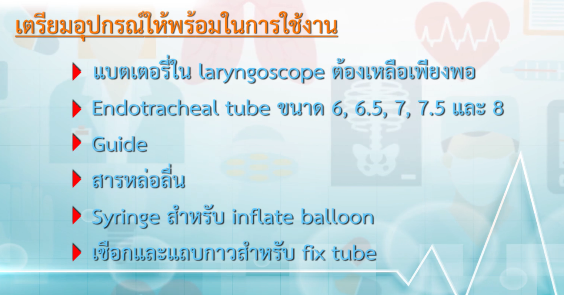 เตรียมอุปกรณ์ให้พร้อมในการใช้งาน
แบตเตอรี่ใน laryngoscope ต้องเหลือเพียงพอ
Endotracheal tube ขนาด 6, 6.5, 7, 7.5 และ 8
Guide
สารหล่อลื่น
Syringe สำหรับ inflate balloon
เชือกและแถบกาวสำหรับ fix tube